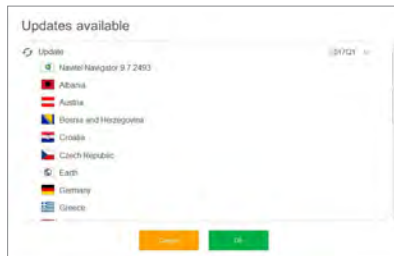 Updates available
Update 2017Q1
Navitel Navigator 9.7.2493
Albania
Austria
Bosnia and Herzegovina
Croatia
Czech Republic
Earth
Germany
Greece
Cancel OK